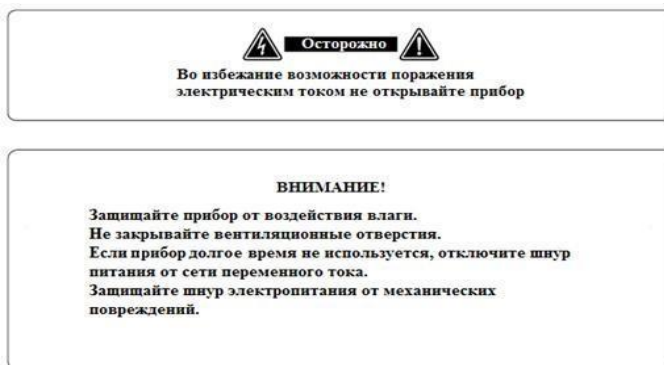 Осторожно
Во избежание возможности поражения
электрическим током не открывайте прибор
ВНИМАНИЕ!
Защищайте прибор от воздействия влаги.
Не закрывайте вентиляционные отверстия.
Если прибор долгое время не используется, отключите шнур
питания от сети переменного тока.
Защищайте шнур электропитания от механических
повреждений.